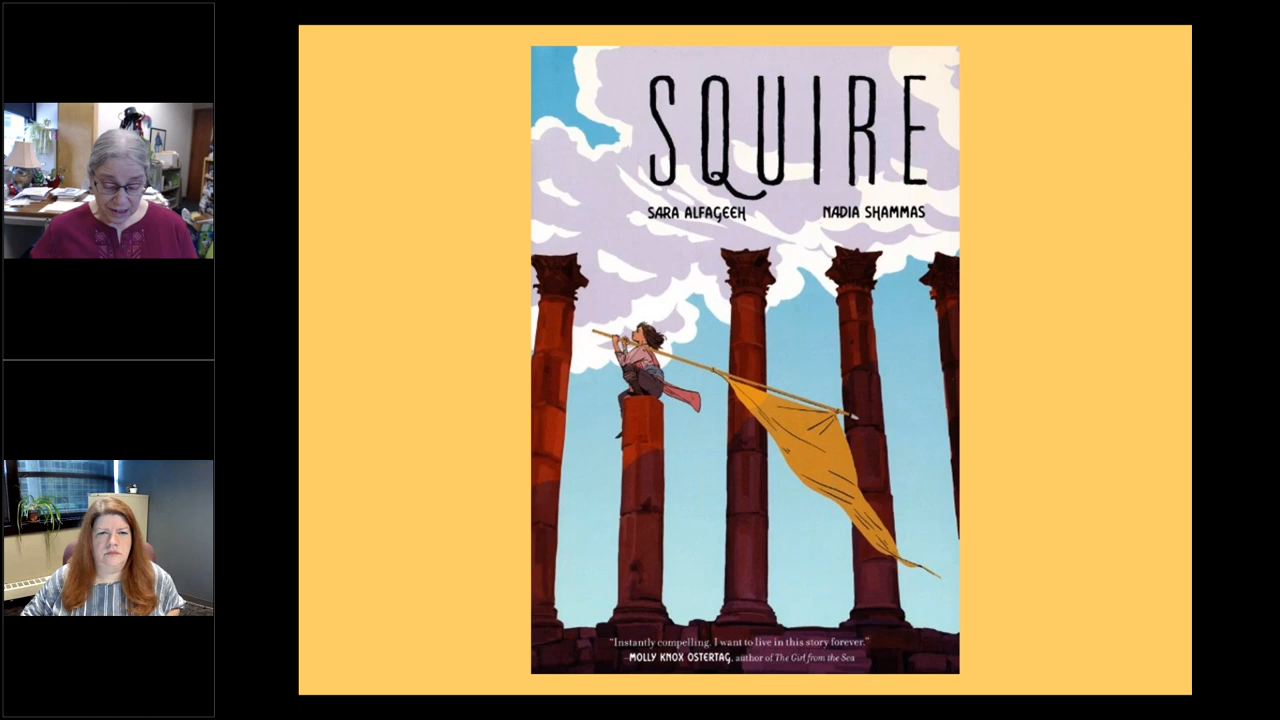 SQUIRE
SARA ALFAGEEH NADIA SHAMMAS
“Instantly compelling. I want to live in this story forever.”
—MOLLY KNOX OSTERTAG, author of The Girl from the Sea